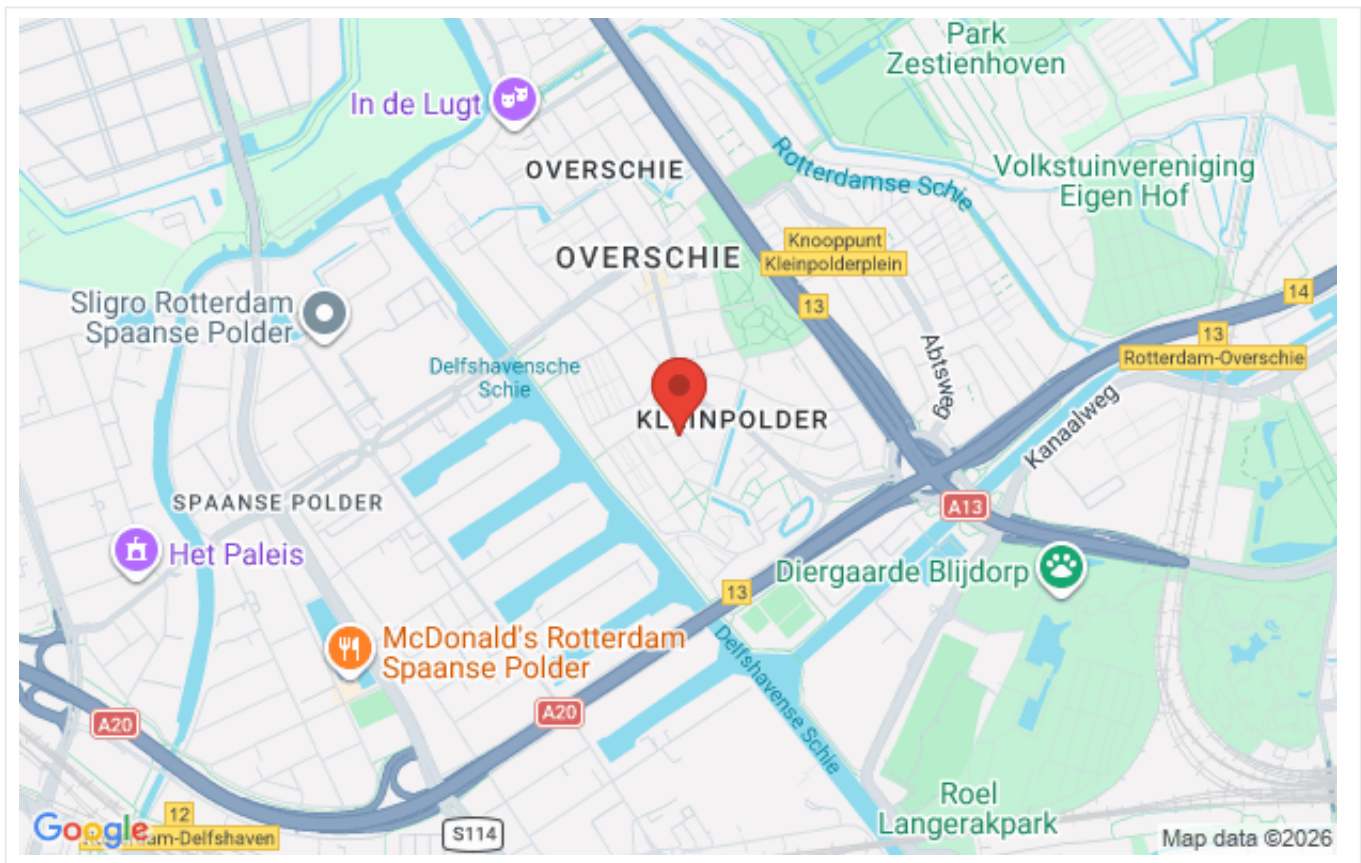 Park
Zestienhoven
In de Lugt
OVERSCHIE
Rotterdamse Schie
Volkstuinvereniging
Eigen Hof
OVERSCHIE
Knooppunt
Kleinpolderplein
13
14
Sligro Rotterdam
Spaanse Polder
13
Rotterdam-Overschie
Delfshavensche
Schie
Abtsweg
KLEINPOLDER
Kanaalweg
SPAANSE POLDER
A13
Het Paleis
Diergaarde Blijdorp
13
McDonald's Rotterdam
Spaanse Polder
Delfshavense Schie
A20
A20
Roel
Langerakpark
12
Google
dam-Delfshaven
S114
Map data ©2026